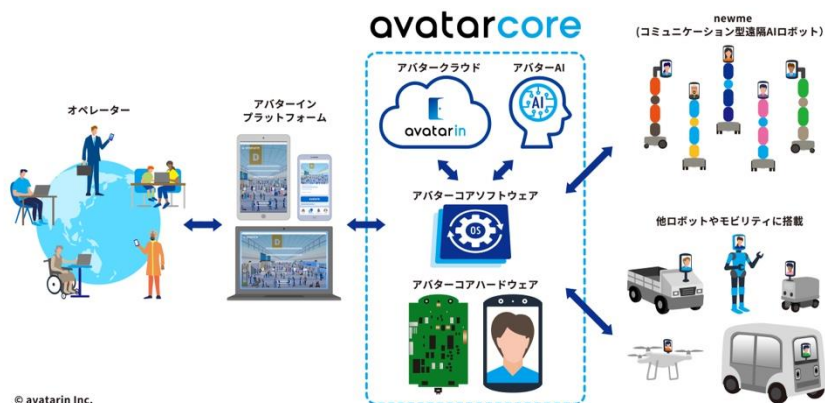 avatarcore
newme
(コミュニケーション型遠隔AIロボット)
アバタークラウド
アバターAI
オペレーター
アバターイン
プラットフォーム
avatarin
AI
D
アバターコアソフトウェア
OS
他ロボットやモビリティに搭載
アバターコアハードウェア
© avatarin Inc.